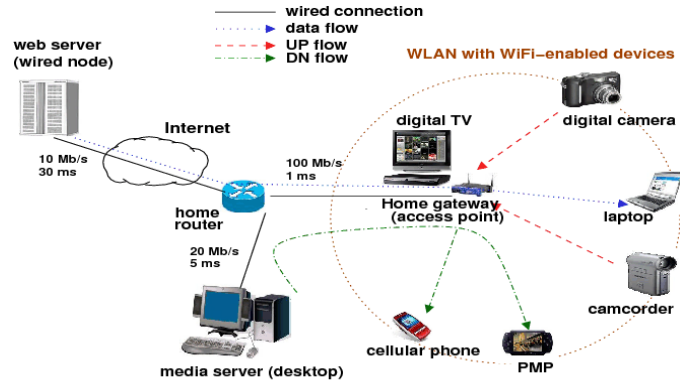 wired connection
data flow
UP flow
DN flow
web server
(wired node)
WLAN with WiFi−enabled devices
Internet
digital TV
digital camera
10 Mb/s
30 ms
100 Mb/s
1 ms
home
router
Home gateway
(access point)
laptop
20 Mb/s
5 ms
camcorder
cellular phone
PMP
media server (desktop)